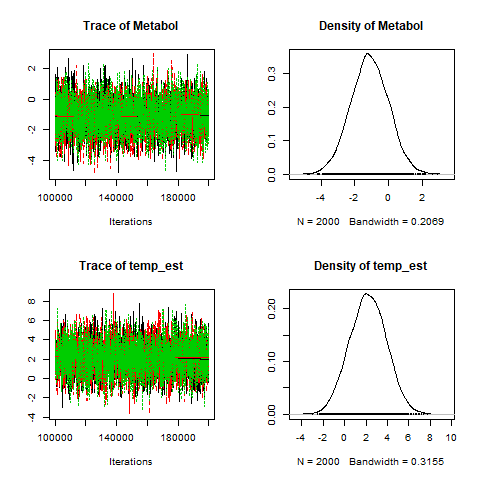 Trace of Metabol
2
0
-2
-4
100000 140000 180000
Iterations
Density of Metabol
0.3
0.2
0.1
0.0
-4 -2 0 2
N = 2000 Bandwidth = 0.2069
Trace of temp_est
8
6
4
2
0
-2
-4
100000 140000 180000
Iterations
Density of temp_est
0.20
0.10
0.00
-4 -2 0 2 4 6 8 10
N = 2000 Bandwidth = 0.3155